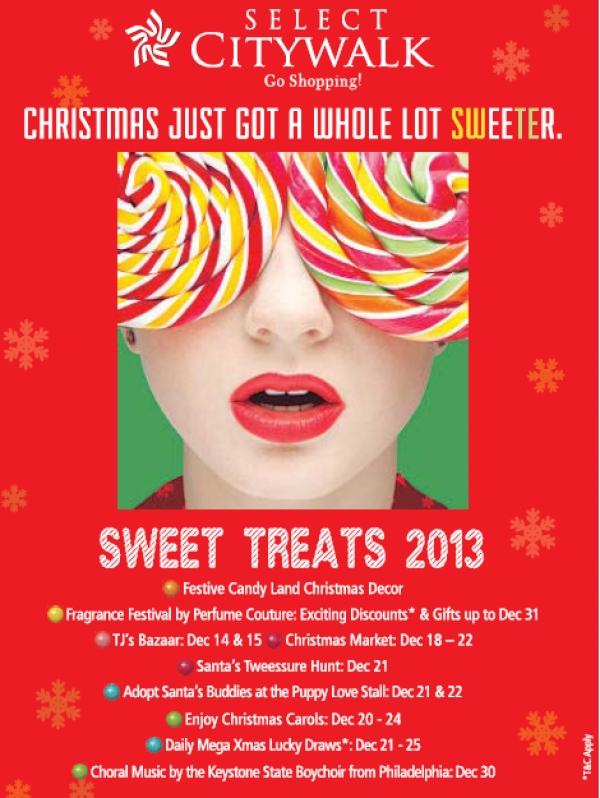 SELECT
CITYWALK
Go Shopping!
CHRISTMAS JUST GOT A WHOLE LOT SWEETER.
SWEET TREATS 2013
Festive Candy Land Christmas Decor
Fragrance Festival by Perfume Couture: Exciting Discounts* & Gifts up to Dec 31
TJ's Bazaar: Dec 14 & 15 Christmas Market: Dec 18 – 22
Santa's Tweessure Hunt: Dec 21
Adopt Santa's Buddies at the Puppy Love Stall: Dec 21 & 22
Enjoy Christmas Carols: Dec 20 - 24
Daily Mega Xmas Lucky Draws*: Dec 21 - 25
Choral Music by the Keystone State Boychoir from Philadelphia: Dec 30
*T&C Apply